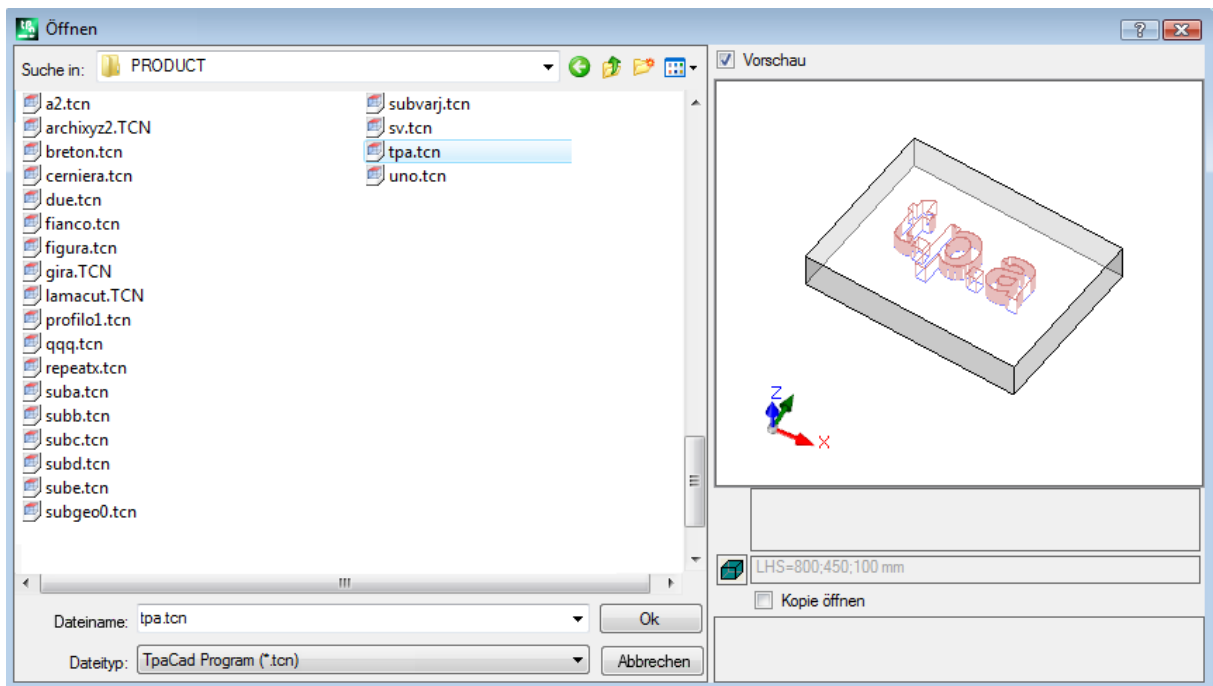 Öffnen
Suche in: PRODUCT
a2.tcn
archixyz2.TCN
breton.tcn
cerniera.tcn
due.tcn
fianco.tcn
figura.tcn
gira.TCN
lamacut.TCN
profilo1.tcn
qqq.tcn
repeatx.tcn
suba.tcn
subb.tcn
subc.tcn
subd.tcn
sube.tcn
subgeo0.tcn
subvarj.tcn
sv.tcn
tpa.tcn
uno.tcn
Dateiname: tpa.tcn Ok
Dateityp: TpaCad Program (*.tcn) Abbrechen
Vorschau
tpa
Z
X
LHS=800;450;100 mm
Kopie öffnen